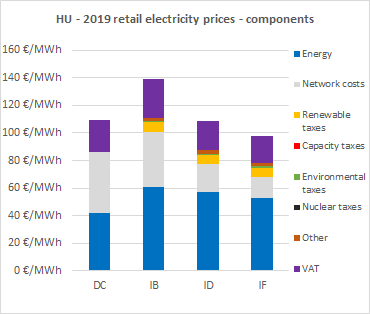 HU - 2019 retail electricity prices - components
160 €/MWh
140 €/MWh
120 €/MWh
100 €/MWh
80 €/MWh
60 €/MWh
40 €/MWh
20 €/MWh
0 €/MWh
DC IB ID IF
Energy
Network costs
Renewable
taxes
Capacity taxes
Environmental
taxes
Nuclear taxes
Other
VAT